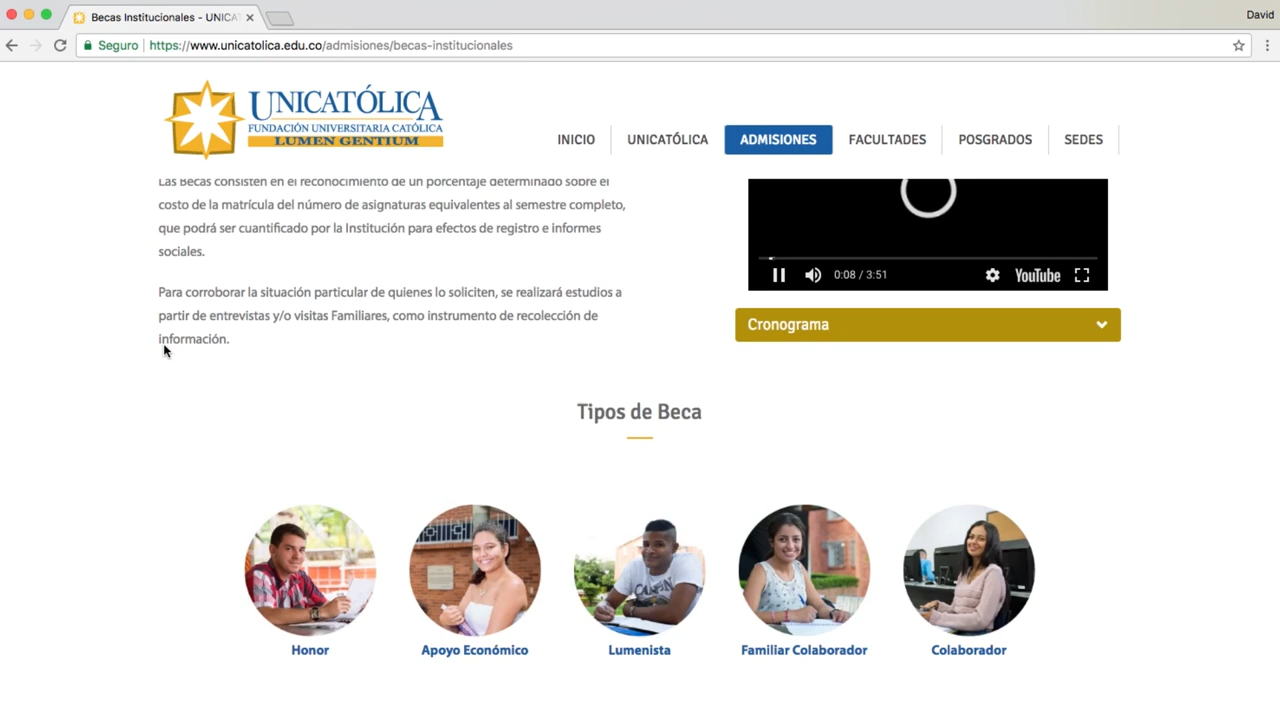 Becas Institucionales - UNICAT
David
Seguro
https://www.unicatolica.edu.co/admisiones/becas-institucionales
UNICATÓLICA
FUNDACIÓN UNIVERSITARIA CATÓLICA
LUMEN GENTIUM
INICIO
UNICATÓLICA
ADMISIONES
FACULTADES
POSGRADOS
SEDES
Las Becas consisten en el reconocimiento de un porcentaje determinado sobre el
costo de la matrícula del número de asignaturas equivalentes al semestre completo,
que podrá ser cuantificado por la Institución para efectos de registro e informes
sociales.
Para corroborar la situación particular de quienes lo soliciten, se realizará estudios a
partir de entrevistas y/o visitas Familiares, como instrumento de recolección de
información.
0:08 / 3:51
YouTube
Cronograma
Tipos de Beca
Honor
Apoyo Económico
Lumenista
Familiar Colaborador
Colaborador